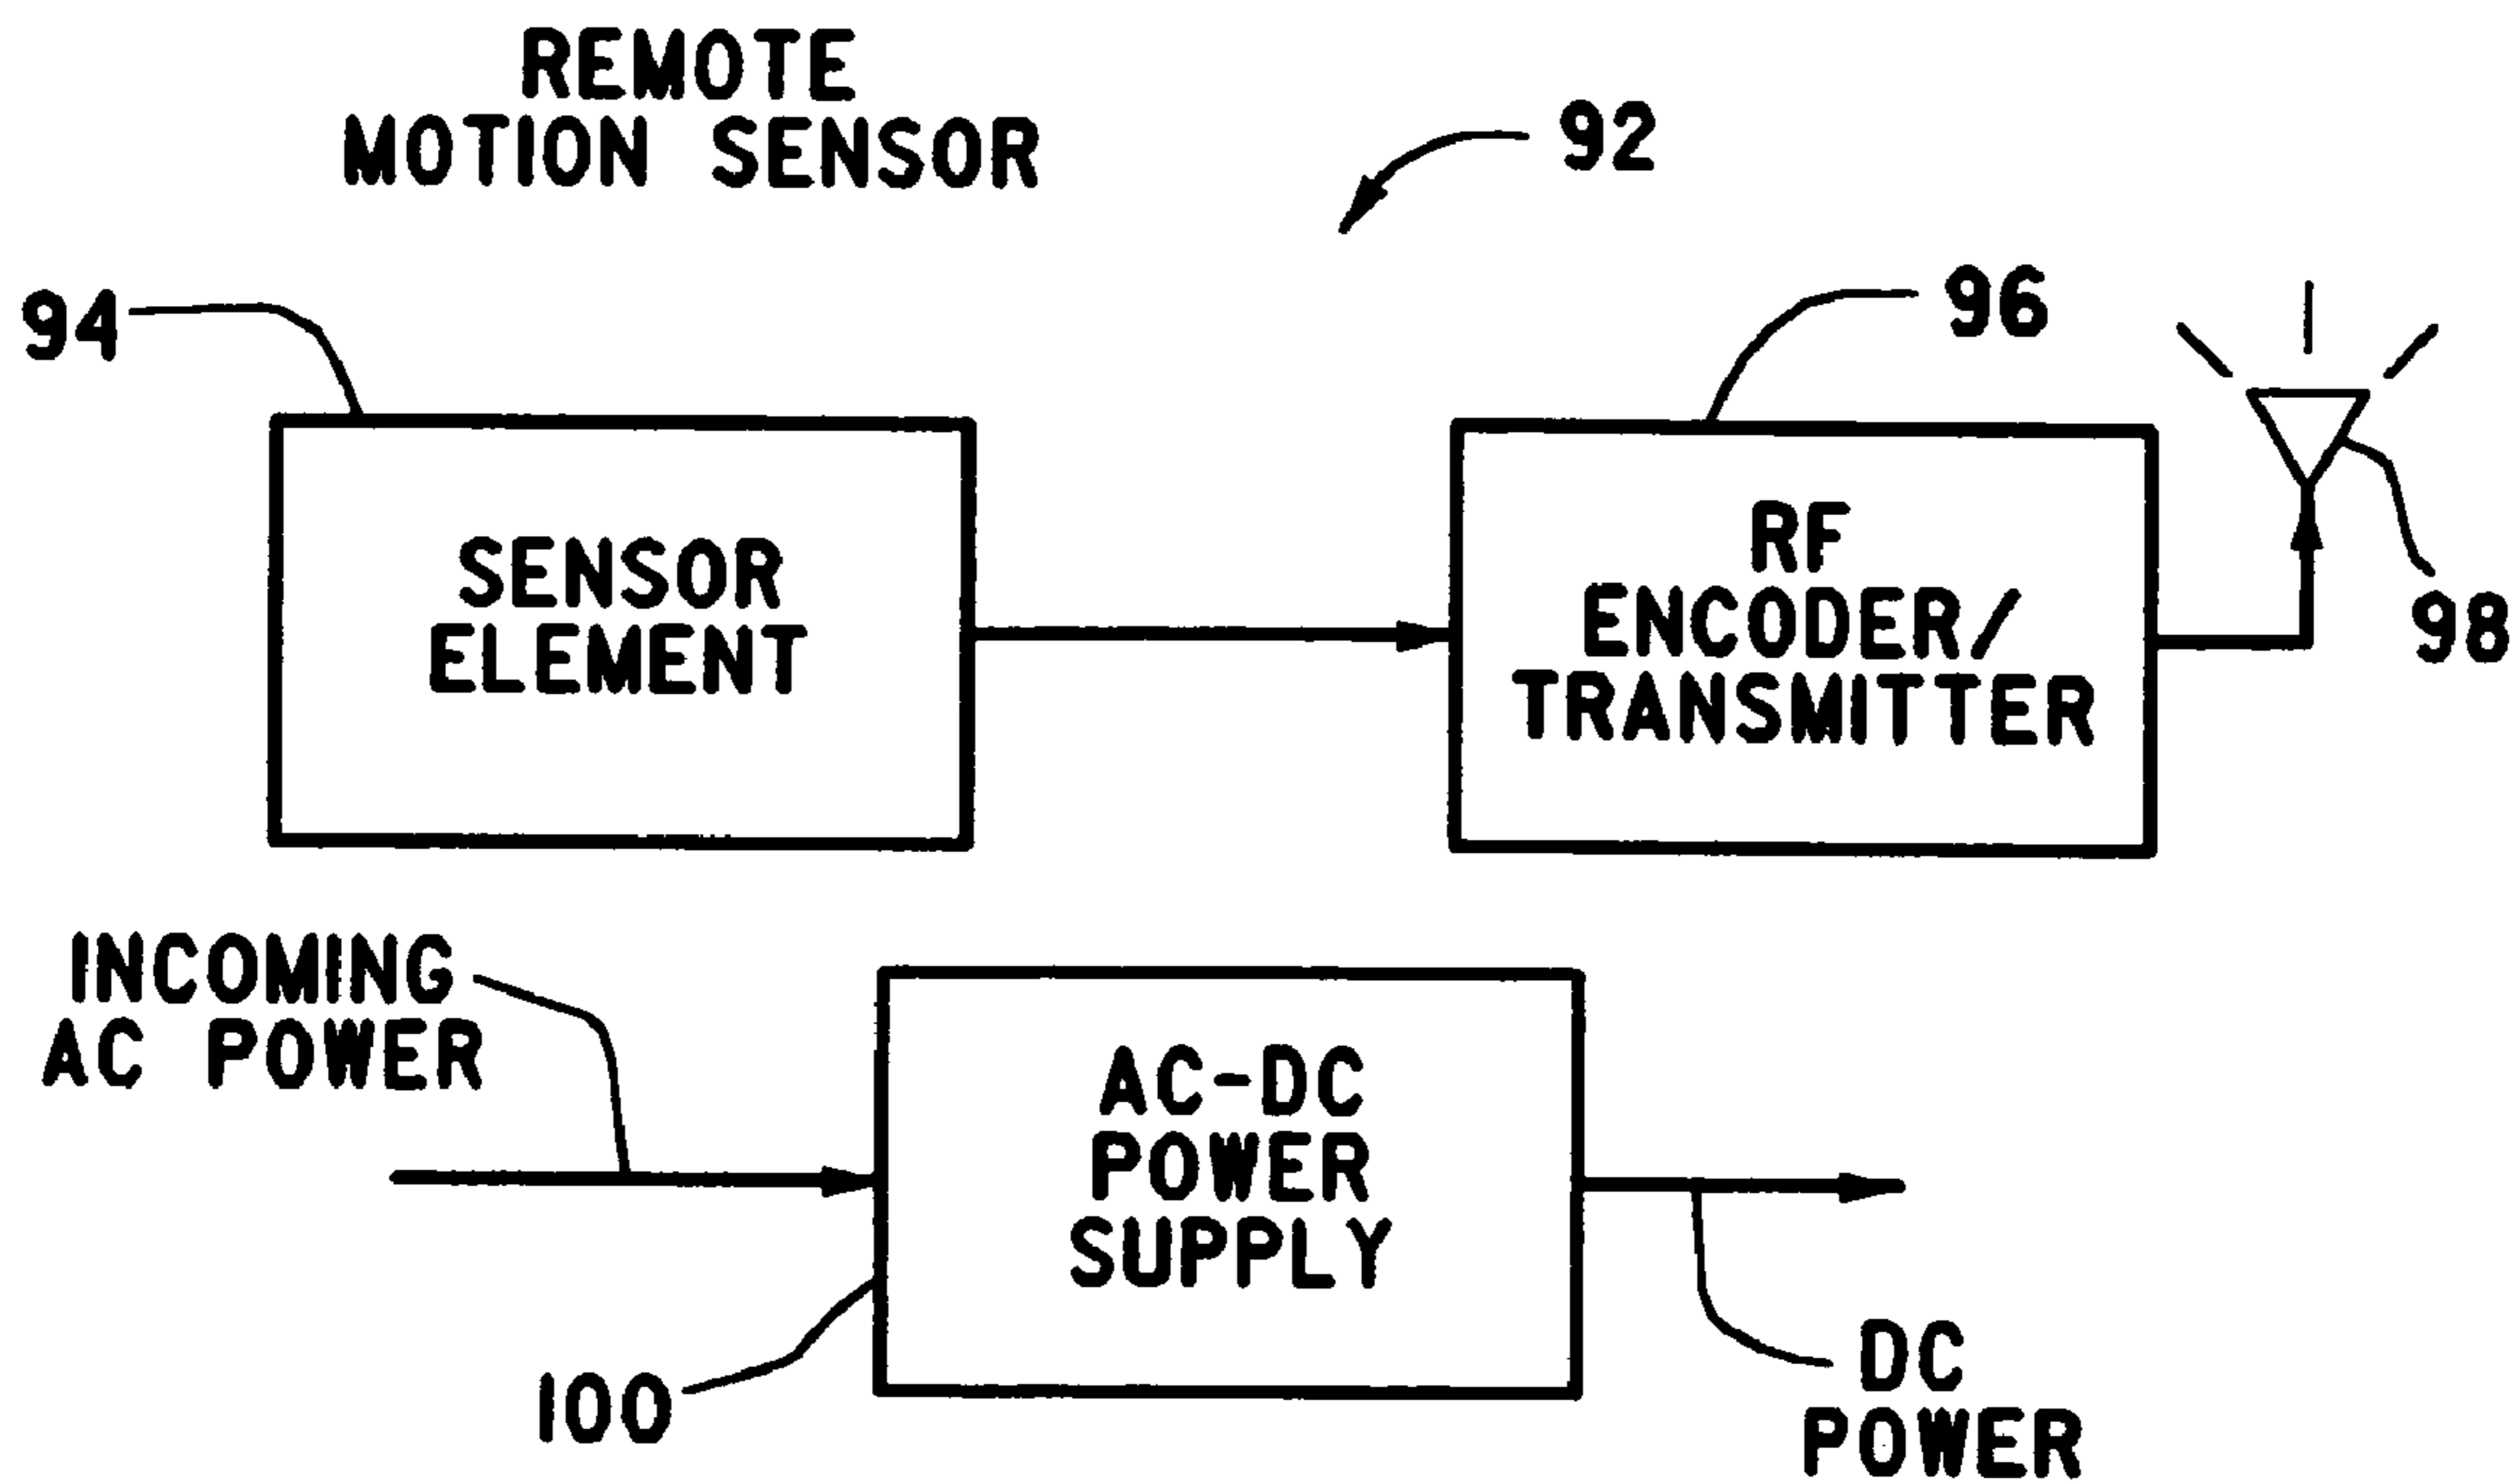 REMOTE
MOTION SENSOR
92
94
96
SENSOR
ELEMENT
RF
ENCODER/
TRANSMITTER
98
INCOMING
AC POWER
AC-DC
POWER
SUPPLY
100
DC
POWER